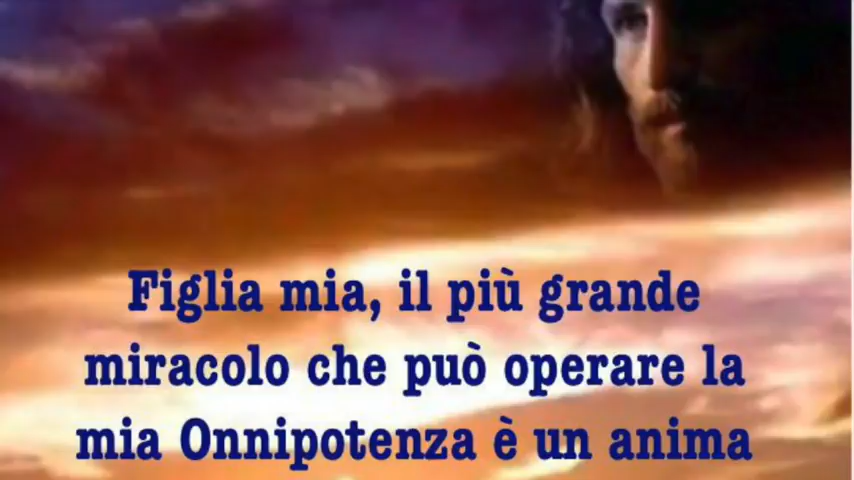 Figlia mia, il più grande
miracolo che può operare la
mia Onnipotenza è un anima